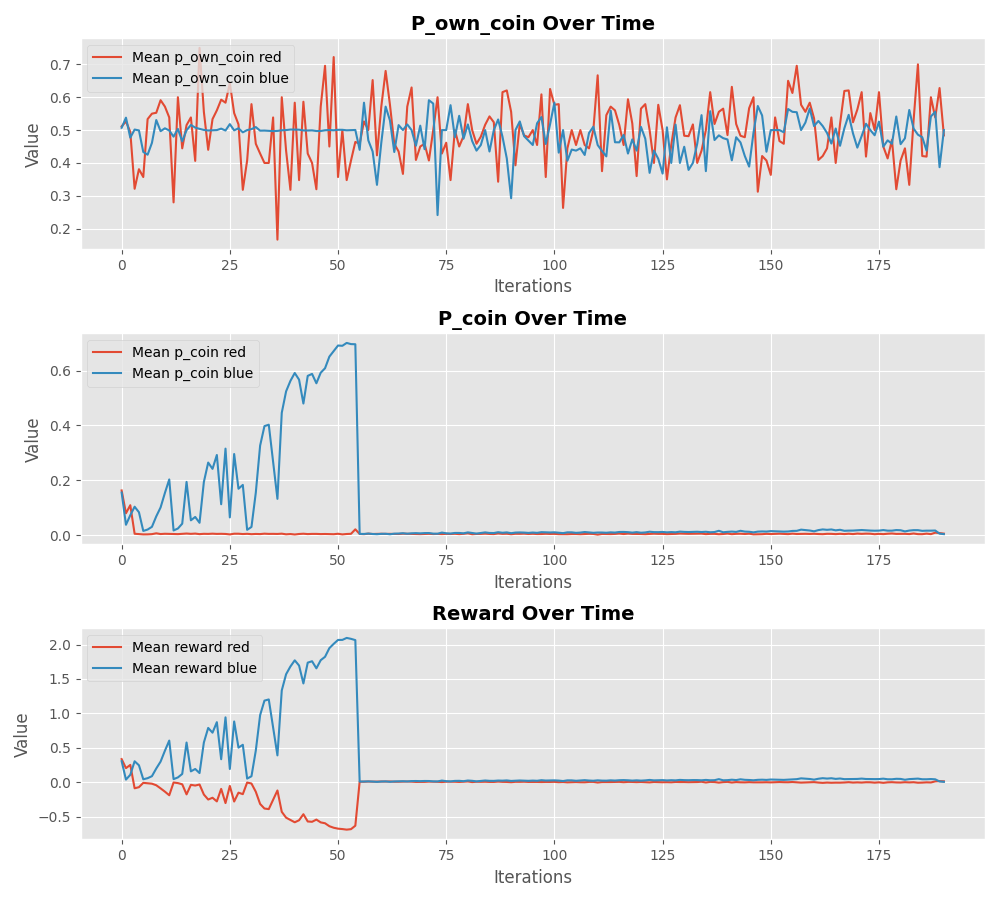 P_own_coin Over Time
Mean p_own_coin red
Mean p_own_coin blue
Value
0.7
0.6
0.5
0.4
0.3
0.2
0 25 50 75 100 125 150 175
Iterations
P_coin Over Time
Mean p_coin red
Mean p_coin blue
Value
0.6
0.4
0.2
0.0
0 25 50 75 100 125 150 175
Iterations
Reward Over Time
Mean reward red
Mean reward blue
Value
2.0
1.5
1.0
0.5
0.0
−0.5
0 25 50 75 100 125 150 175
Iterations